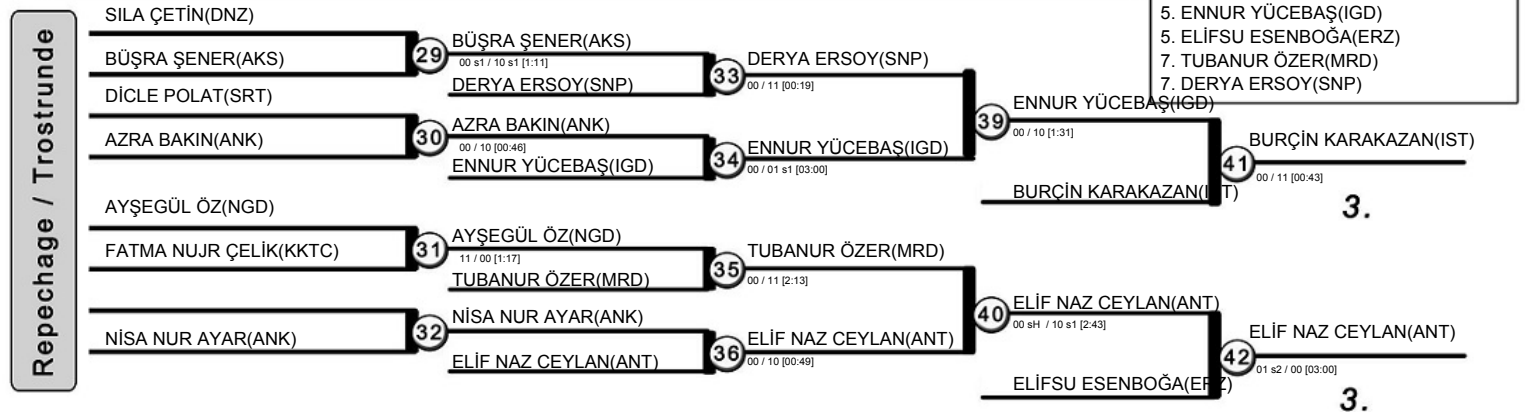 Repechage / Trostrunde
SILA ÇETİN(DNZ)
BÜŞRA ŞENER(AKS)
DİCLE POLAT(SRT)
AZRA BAKIN(ANK)
AYŞEGÜL ÖZ(NGD)
FATMA NUJR ÇELİK(KKTC)
NİSA NUR AYAR(ANK)
29
BÜŞRA ŞENER(AKS)
00 s1 / 10 s1 [1:11]
DERYA ERSOY(SNP)
30
AZRA BAKIN(ANK)
00 / 10 [00:46]
ENNUR YÜCEBAŞ(IGD)
31
AYŞEGÜL ÖZ(NGD)
11 / 00 [1:17]
TUBANUR ÖZER(MRD)
32
NİSA NUR AYAR(ANK)
ELİF NAZ CEYLAN(ANT)
33
DERYA ERSOY(SNP)
00 / 11 [00:19]
34
ENNUR YÜCEBAŞ(IGD)
00 / 01 s1 [03:00]
35
TUBANUR ÖZER(MRD)
00 / 11 [2:13]
36
ELİF NAZ CEYLAN(ANT)
00 / 10 [00:49]
39
ENNUR YÜCEBAŞ(IGD)
00 / 10 [1:31]
BURÇİN KARAKAZAN(IST)
40
ELİF NAZ CEYLAN(ANT)
00 sH / 10 s1 [2:43]
ELİFSU ESENBOĞA(ERZ)
41
BURÇİN KARAKAZAN(IST)
00 / 11 [00:43]
3.
42
ELİF NAZ CEYLAN(ANT)
01 s2 / 00 [03:00]
3.
5. ENNUR YÜCEBAŞ(IGD)
5. ELİFSU ESENBOĞA(ERZ)
7. TUBANUR ÖZER(MRD)
7. DERYA ERSOY(SNP)